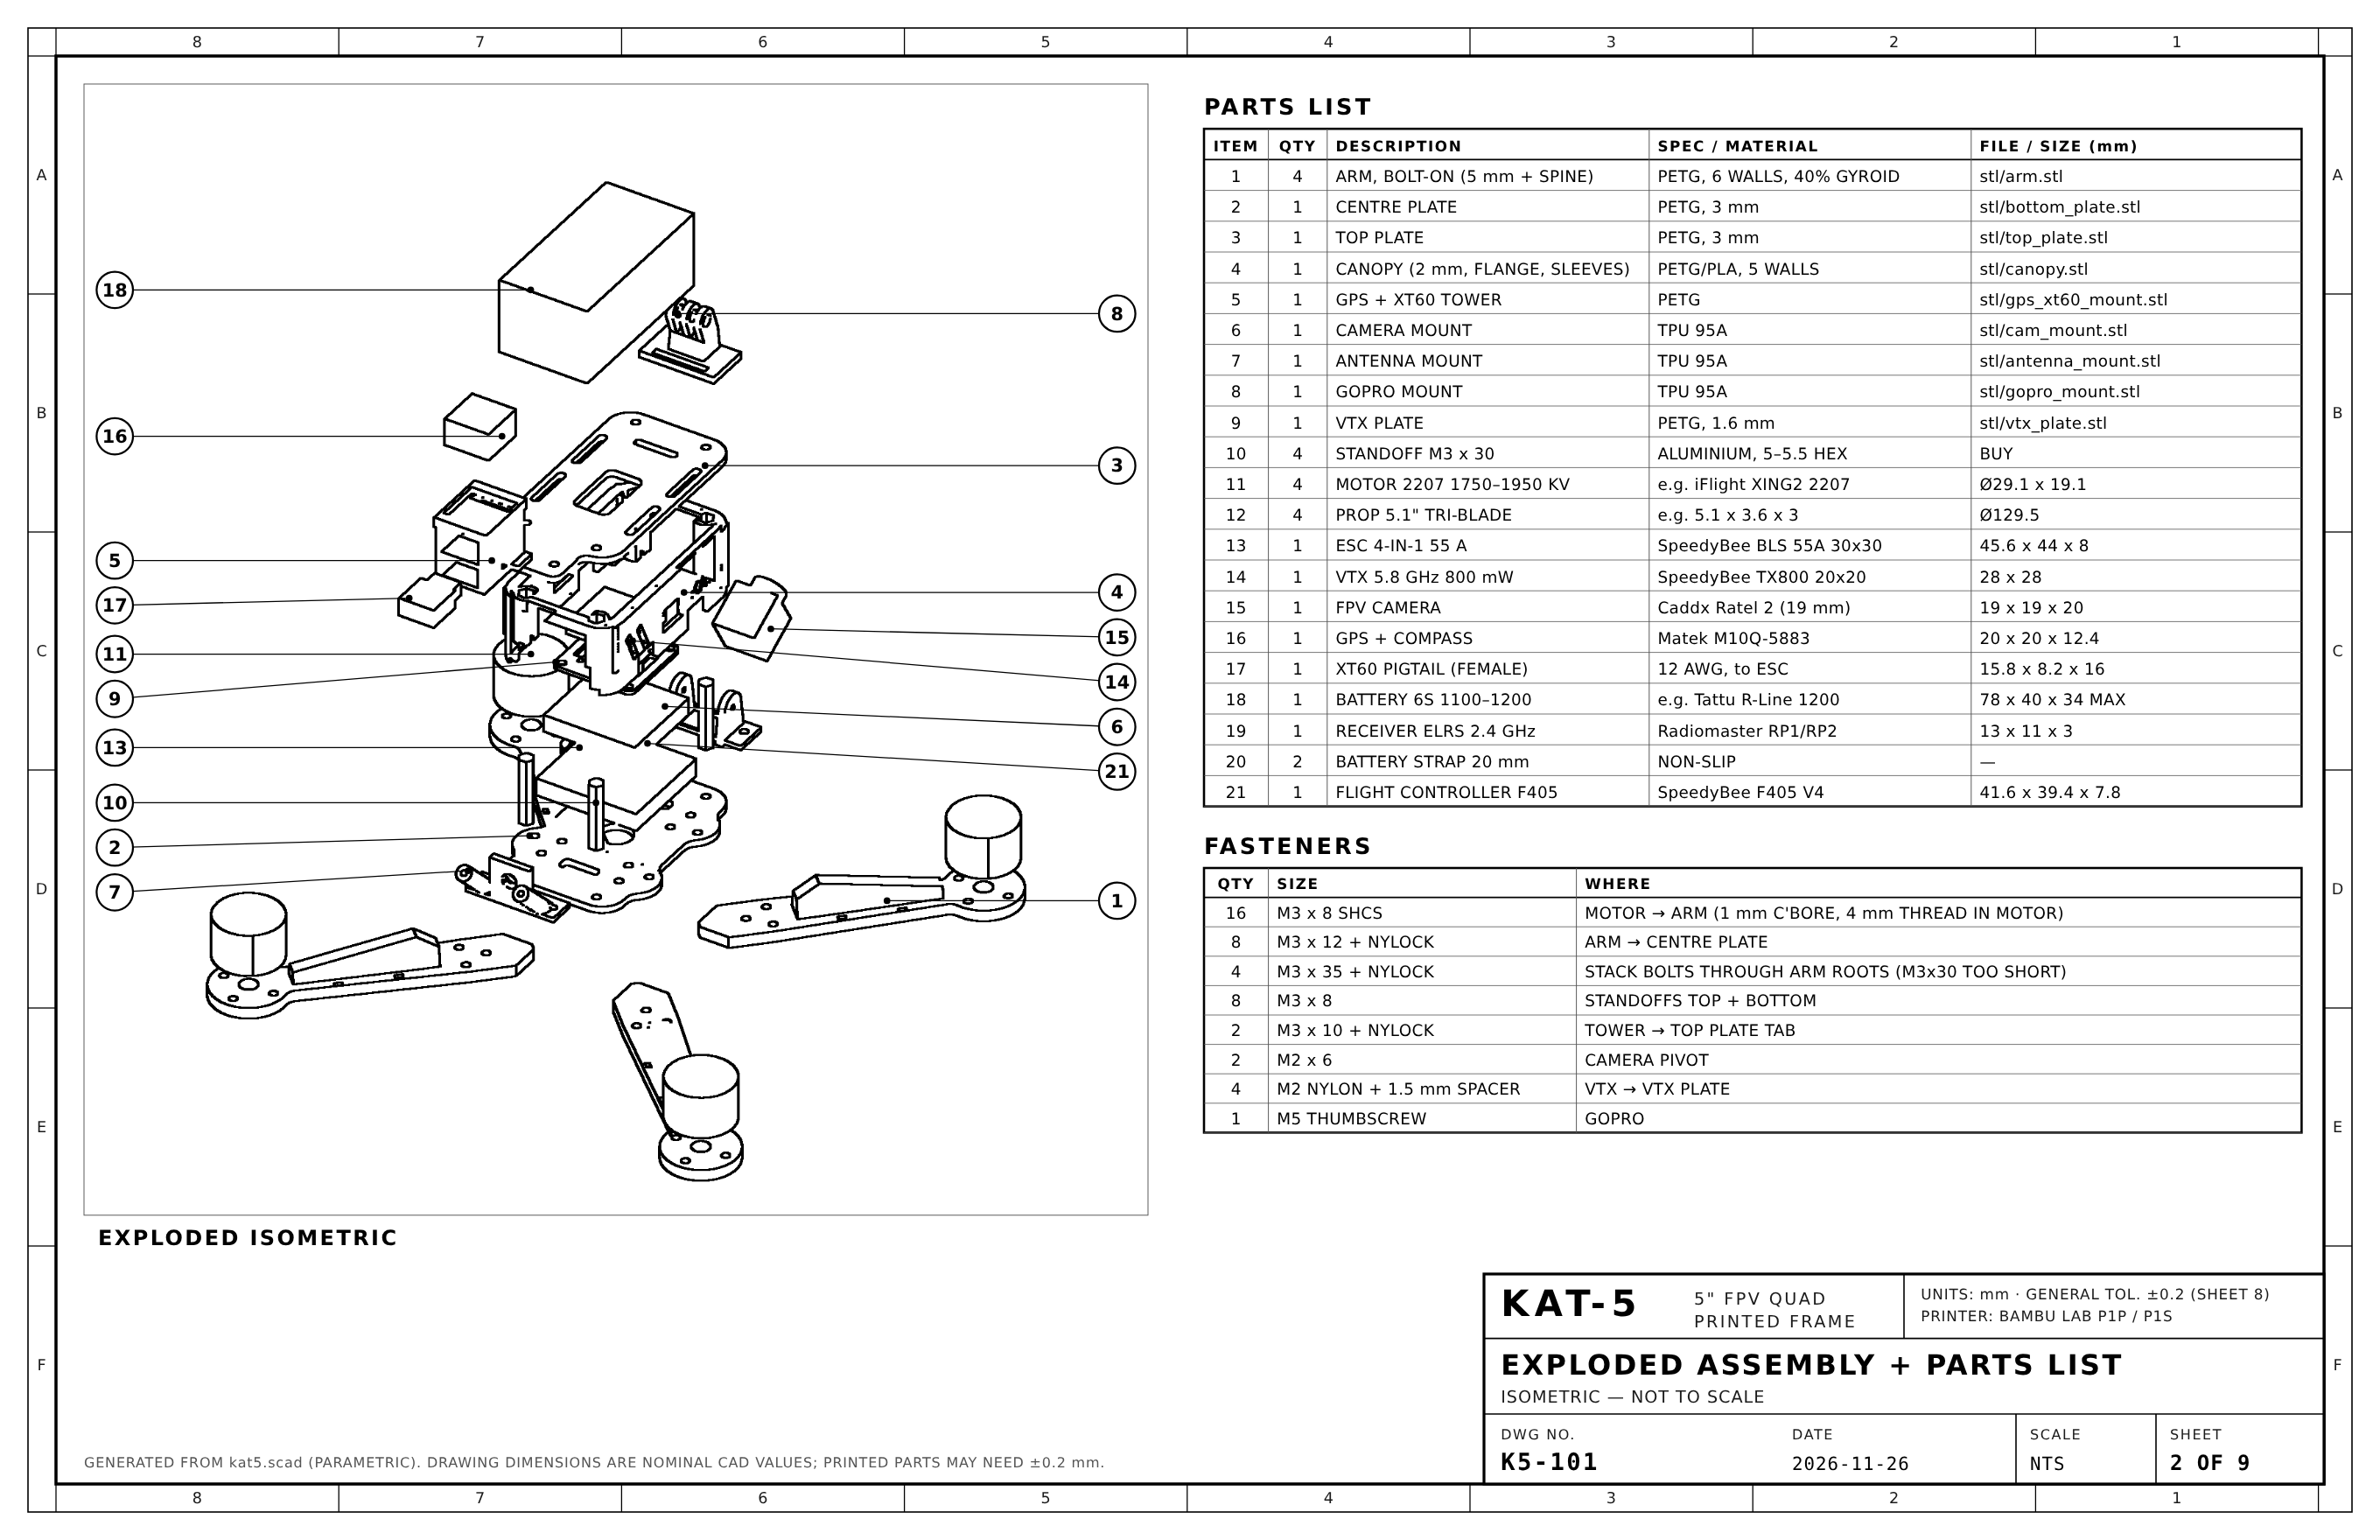 8 7 6 5 4 3 2 1
A A
B B
C C
D D
E E
F F
18
8
16
3
5
4
17
15
11
14
9
6
13
21
10
2
7
1
EXPLODED ISOMETRIC
PARTS LIST
ITEM QTY DESCRIPTION SPEC / MATERIAL FILE / SIZE (mm)
1 4 ARM, BOLT-ON (5 mm + SPINE) PETG, 6 WALLS, 40% GYROID stl/arm.stl
2 1 CENTRE PLATE PETG, 3 mm stl/bottom_plate.stl
3 1 TOP PLATE PETG, 3 mm stl/top_plate.stl
4 1 CANOPY (2 mm, FLANGE, SLEEVES) PETG/PLA, 5 WALLS stl/canopy.stl
5 1 GPS + XT60 TOWER PETG stl/gps_xt60_mount.stl
6 1 CAMERA MOUNT TPU 95A stl/cam_mount.stl
7 1 ANTENNA MOUNT TPU 95A stl/antenna_mount.stl
8 1 GOPRO MOUNT TPU 95A stl/gopro_mount.stl
9 1 VTX PLATE PETG, 1.6 mm stl/vtx_plate.stl
10 4 STANDOFF M3 x 30 ALUMINIUM, 5–5.5 HEX BUY
11 4 MOTOR 2207 1750–1950 KV e.g. iFlight XING2 2207 Ø29.1 x 19.1
12 4 PROP 5.1" TRI-BLADE e.g. 5.1 x 3.6 x 3 Ø129.5
13 1 ESC 4-IN-1 55 A SpeedyBee BLS 55A 30x30 45.6 x 44 x 8
14 1 VTX 5.8 GHz 800 mW SpeedyBee TX800 20x20 28 x 28
15 1 FPV CAMERA Caddx Ratel 2 (19 mm) 19 x 19 x 20
16 1 GPS + COMPASS Matek M10Q-5883 20 x 20 x 12.4
17 1 XT60 PIGTAIL (FEMALE) 12 AWG, to ESC 15.8 x 8.2 x 16
18 1 BATTERY 6S 1100–1200 e.g. Tattu R-Line 1200 78 x 40 x 34 MAX
19 1 RECEIVER ELRS 2.4 GHz Radiomaster RP1/RP2 13 x 11 x 3
20 2 BATTERY STRAP 20 mm NON-SLIP —
21 1 FLIGHT CONTROLLER F405 SpeedyBee F405 V4 41.6 x 39.4 x 7.8
FASTENERS
QTY SIZE WHERE
16 M3 x 8 SHCS MOTOR → ARM (1 mm C'BORE, 4 mm THREAD IN MOTOR)
8 M3 x 12 + NYLOCK ARM → CENTRE PLATE
4 M3 x 35 + NYLOCK STACK BOLTS THROUGH ARM ROOTS (M3x30 TOO SHORT)
8 M3 x 8 STANDOFFS TOP + BOTTOM
2 M3 x 10 + NYLOCK TOWER → TOP PLATE TAB
2 M2 x 6 CAMERA PIVOT
4 M2 NYLON + 1.5 mm SPACER VTX → VTX PLATE
1 M5 THUMBSCREW GOPRO
KAT-5
5" FPV QUAD
PRINTED FRAME
UNITS: mm · GENERAL TOL. ±0.2 (SHEET 8)
PRINTER: BAMBU LAB P1P / P1S
EXPLODED ASSEMBLY + PARTS LIST
ISOMETRIC — NOT TO SCALE
DWG NO. DATE SCALE SHEET
K5-101 2026-11-26 NTS 2 OF 9
GENERATED FROM kat5.scad (PARAMETRIC). DRAWING DIMENSIONS ARE NOMINAL CAD VALUES; PRINTED PARTS MAY NEED ±0.2 mm.
8 7 6 5 4 3 2 1